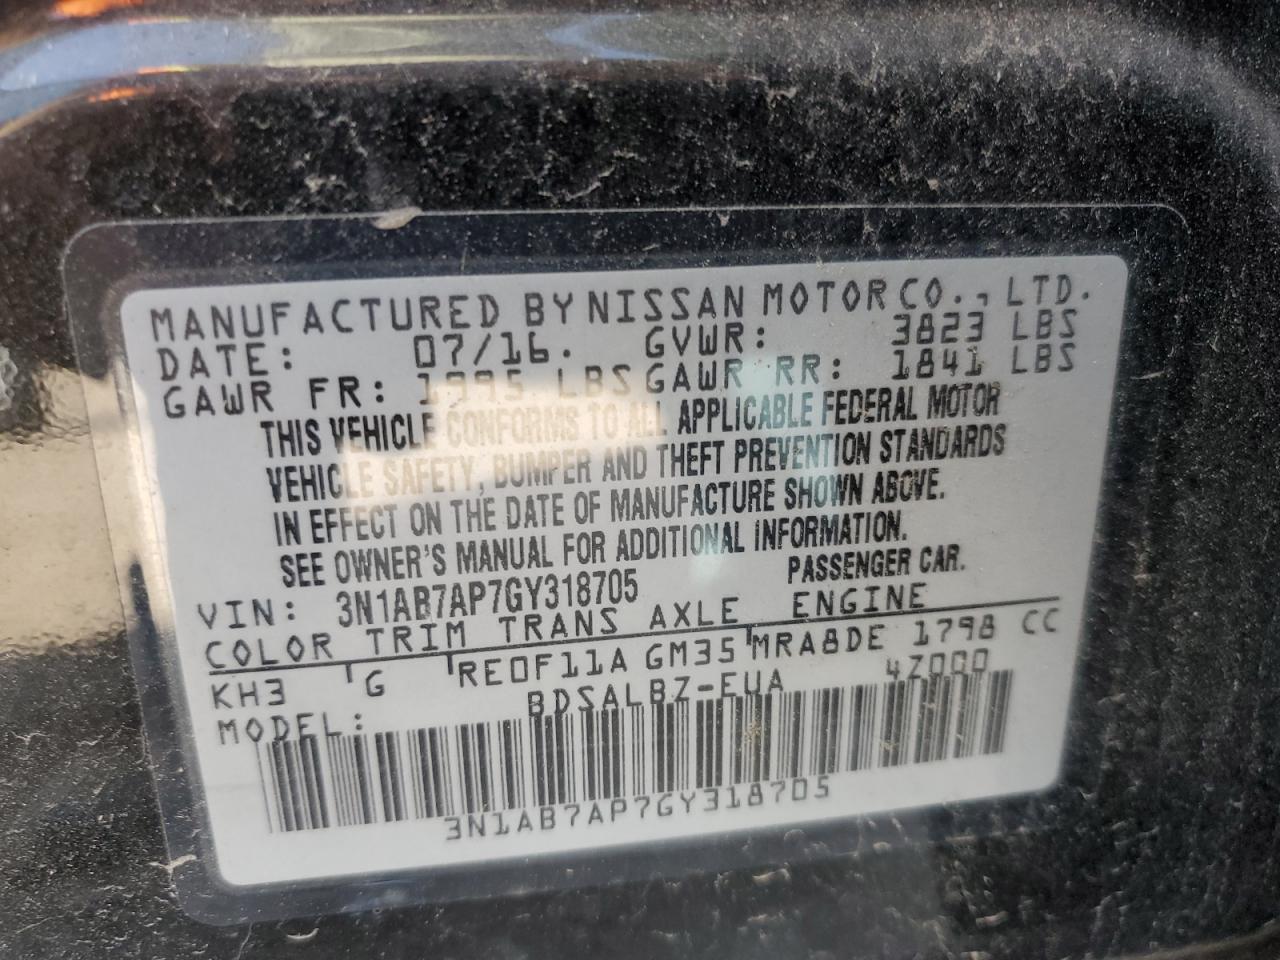 MANUFACTURED BY NISSAN MOTOR CO., LTD.
DATE: 07/16. GVWR: 3823 LBS
GAWR FR: 1995 LBS GAWR RR: 1841 LBS
THIS VEHICLE CONFORMS TO ALL APPLICABLE FEDERAL MOTOR
VEHICLE SAFETY, BUMPER AND THEFT PREVENTION STANDARDS
IN EFFECT ON THE DATE OF MANUFACTURE SHOWN ABOVE.
SEE OWNER'S MANUAL FOR ADDITIONAL INFORMATION.
VIN: 3N1AB7AP7GY318705 PASSENGER CAR.
COLOR TRIM TRANS AXLE ENGINE
KH3 G RE0F11A GM35 MRA8DE 1798 CC
MODEL: BDSALBZ-EUA 4Z000
3N1AB7AP7GY318705